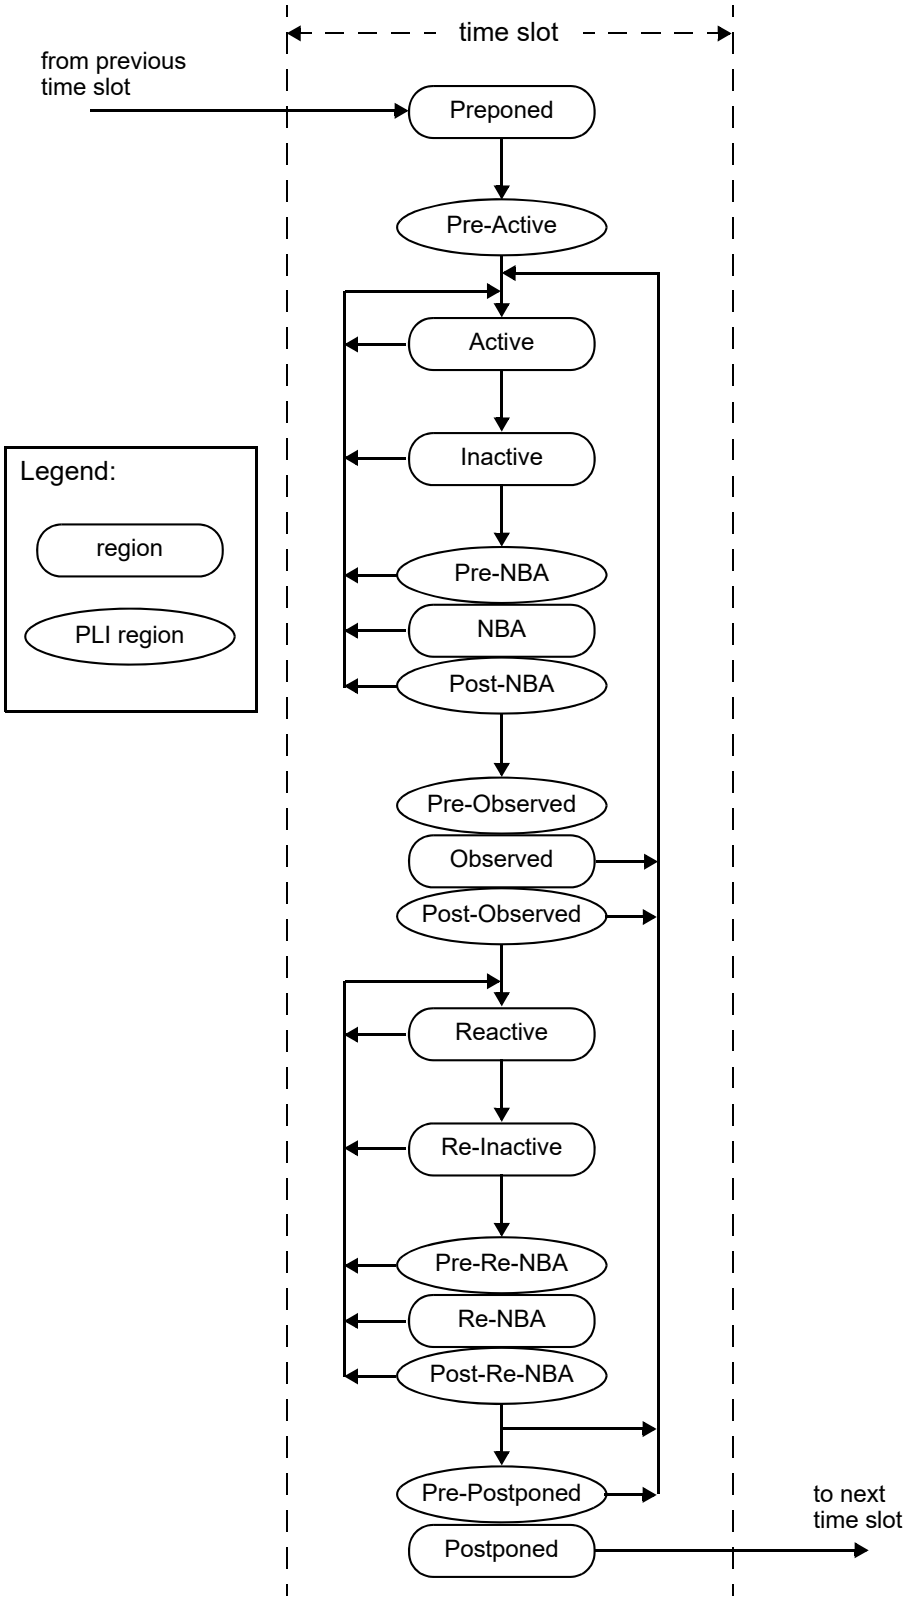 time slot
from previous
time slot
Preponed
Pre-Active
Active
Inactive
Legend:
region
PLI region
Pre-NBA
NBA
Post-NBA
Pre-Observed
Observed
Post-Observed
Reactive
Re-Inactive
Pre-Re-NBA
Re-NBA
Post-Re-NBA
Pre-Postponed
Postponed
to next
time slot